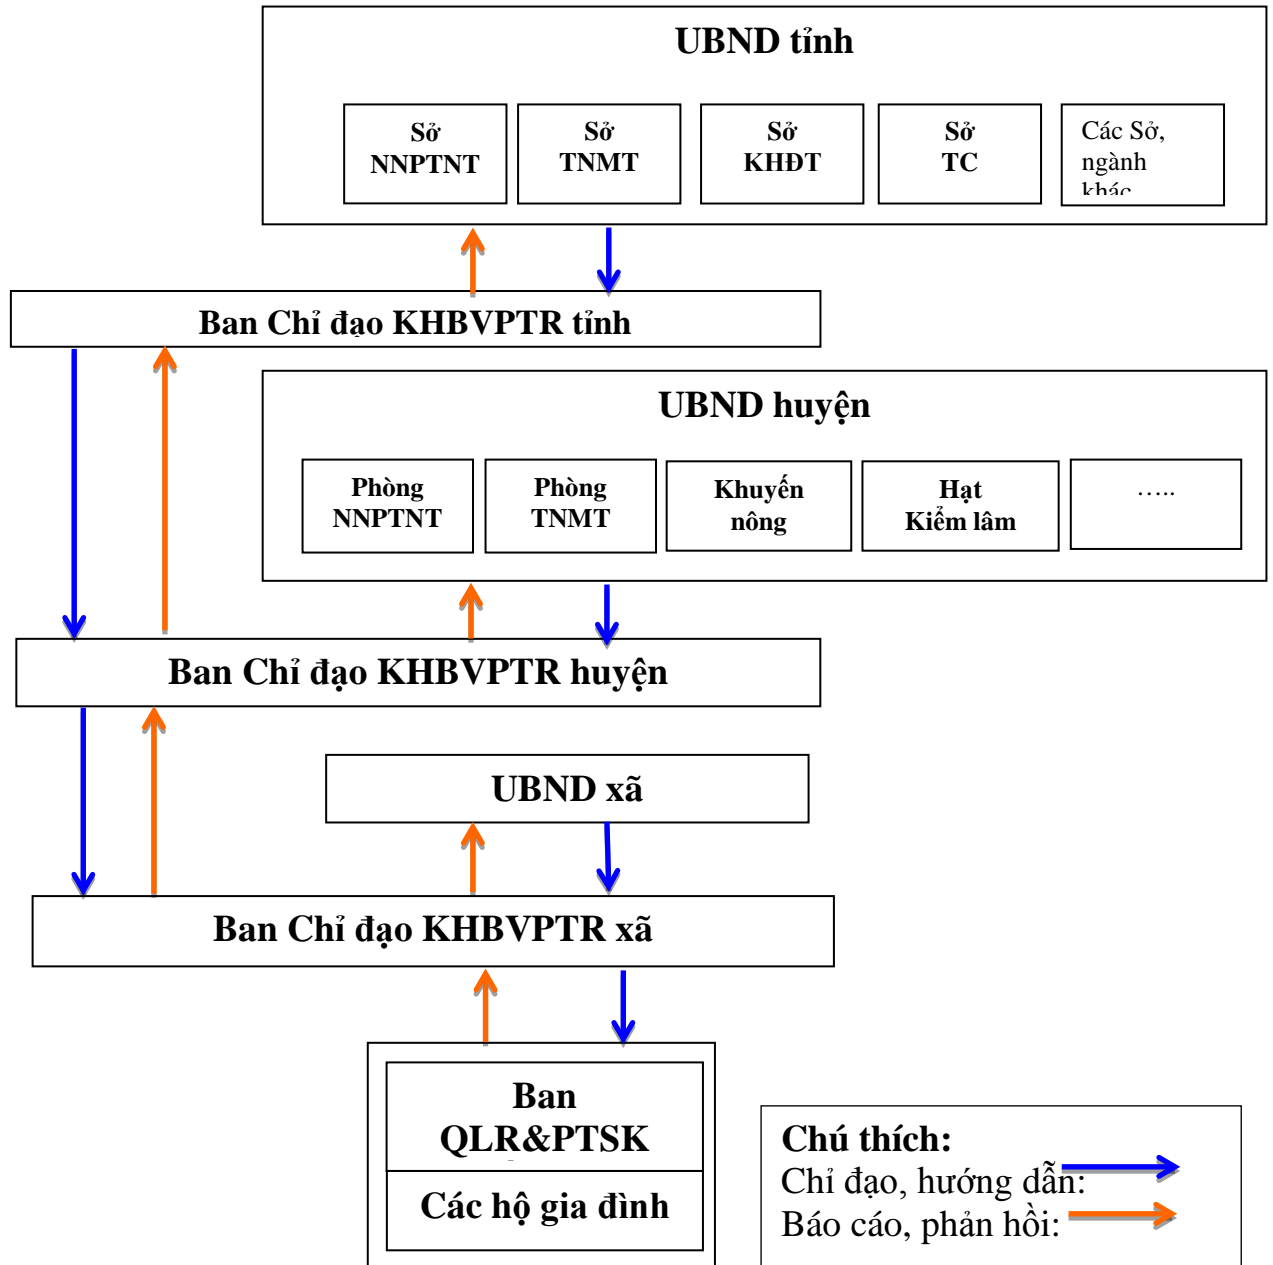 UBND tỉnh
Sở
NNPTNT
Sở
TNMT
Sở
KHĐT
Sở
TC
Các Sở,
ngành
khác
Ban Chỉ đạo KHBVPTR tỉnh
UBND huyện
Phòng
NNPTNT
Phòng
TNMT
Khuyến
nông
Hạt
Kiểm lâm
…..
Ban Chỉ đạo KHBVPTR huyện
UBND xã
Ban Chỉ đạo KHBVPTR xã
Ban
QLR&PTSK
Các hộ gia đình
Chú thích:
Chỉ đạo, hướng dẫn:
Báo cáo, phản hồi: